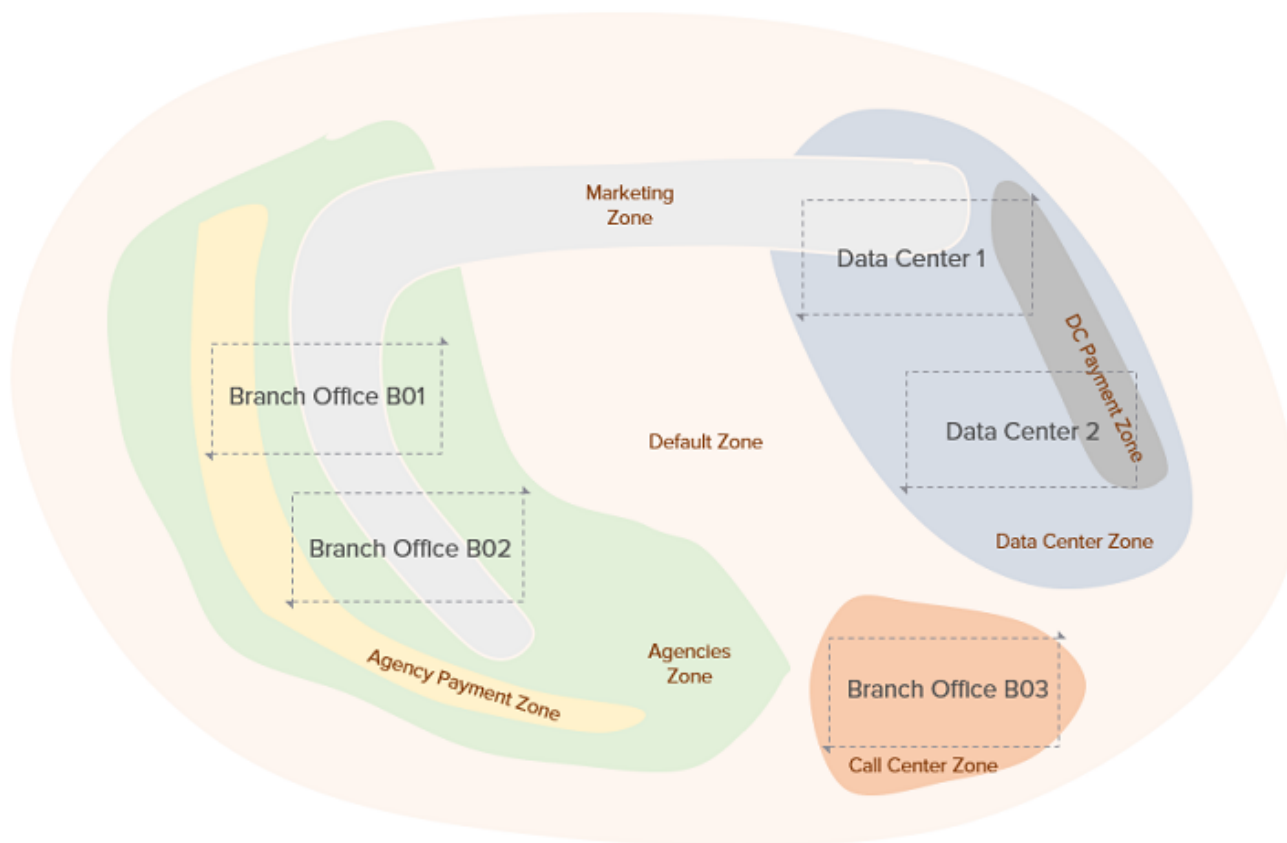 Marketing
Zone
Data Center 1
DC Payment Zone
Branch Office B01
Data Center 2
Default Zone
Branch Office B02
Data Center Zone
Agencies
Zone
Agency Payment Zone
Branch Office B03
Call Center Zone